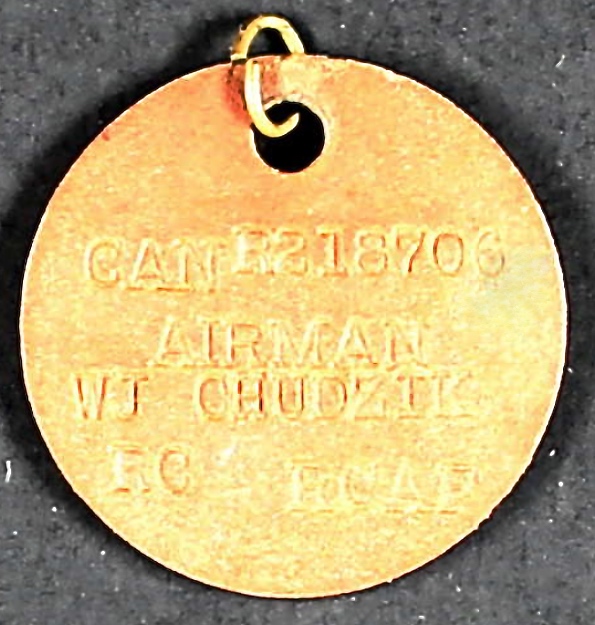 CAN R218706
AIRMAN
WJ CHUDZIK
RC RCAF